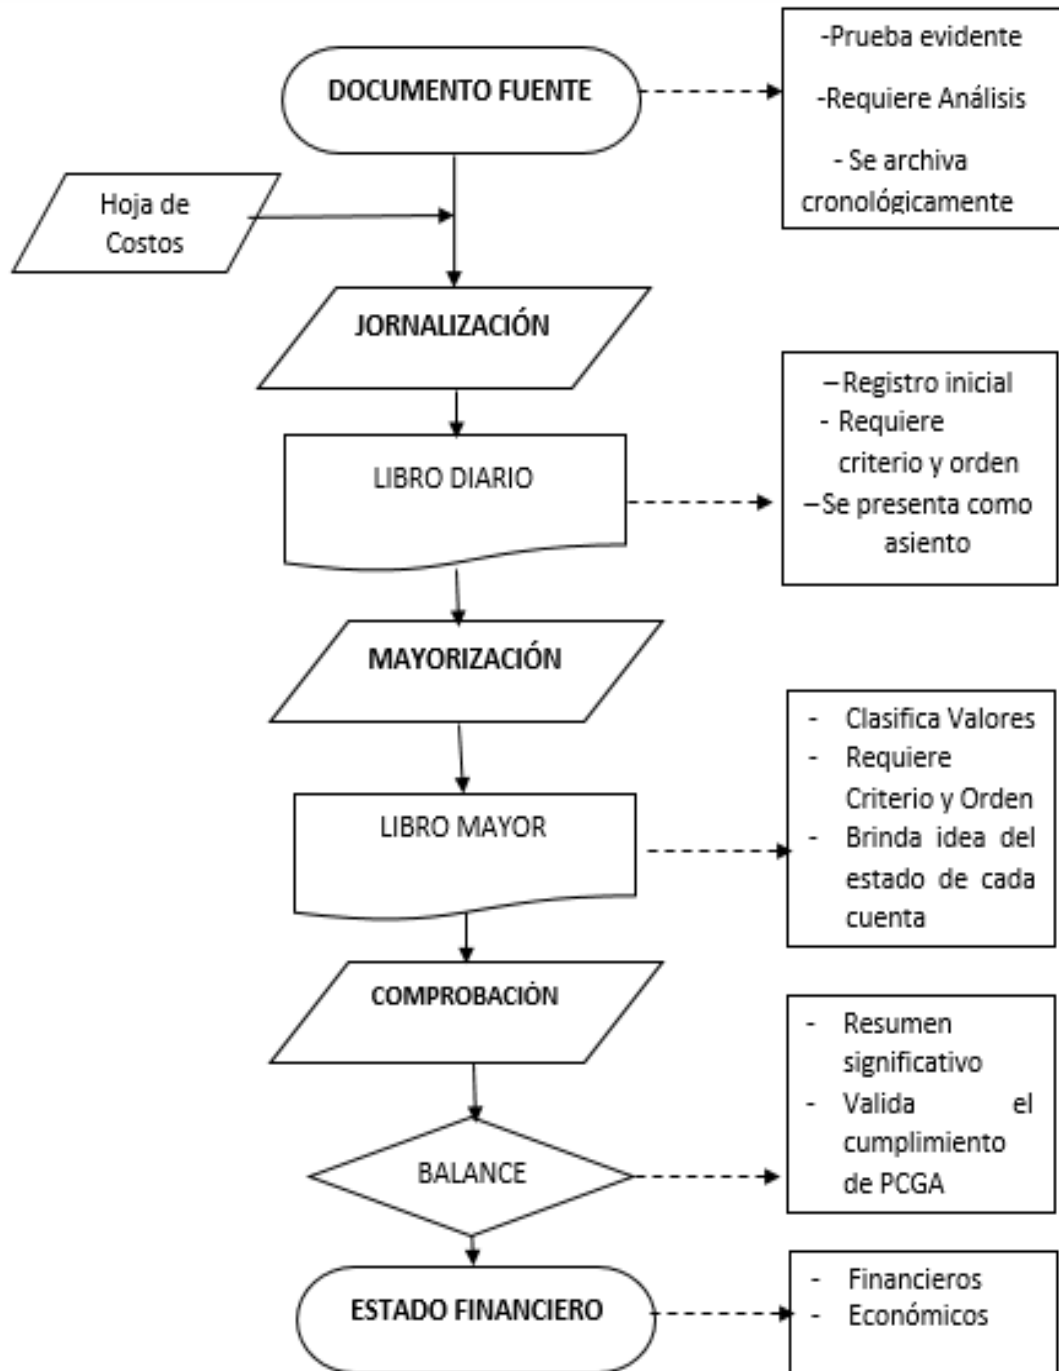 DOCUMENTO FUENTE
-Prueba evidente
-Requiere Análisis
- Se archiva
cronológicamente
Hoja de
Costos
JORNALIZACIÓN
–Registro inicial
- Requiere
criterio y orden
–Se presenta como
asiento
LIBRO DIARIO
MAYORIZACIÓN
- Clasifica Valores
- Requiere
Criterio y Orden
- Brinda idea del
estado de cada
cuenta
LIBRO MAYOR
COMPROBACIÓN
- Resumen
significativo
- Valida el
cumplimiento
de PCGA
BALANCE
ESTADO FINANCIERO
- Financieros
- Económicos